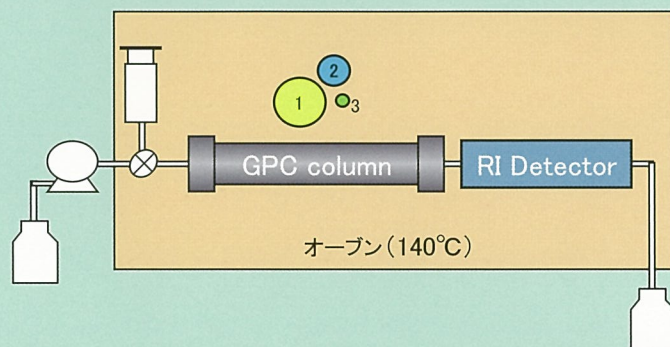 2
1
3
GPC column
RI Detector
オーブン（140℃）